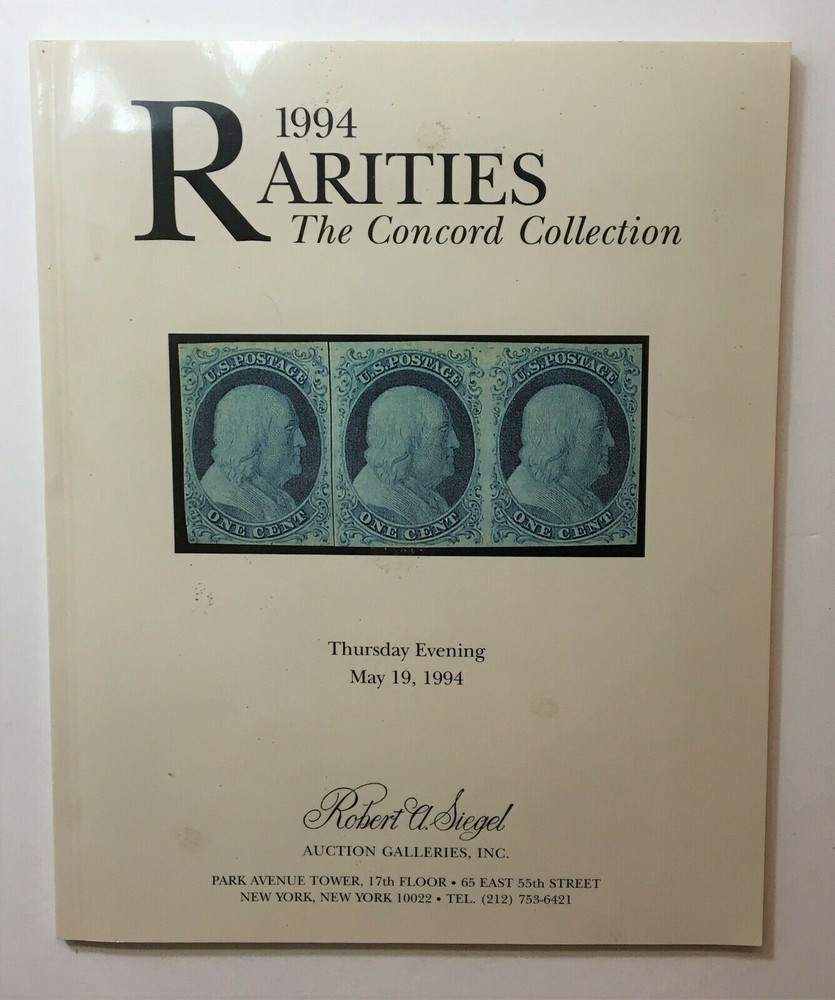 1994
RARITIES
The Concord Collection
U.S. POSTAGE U.S. POSTAGE U.S. POSTAGE
ONE CENT ONE CENT ONE CENT
Thursday Evening
May 19, 1994
Robert A. Siegel
AUCTION GALLERIES, INC.
PARK AVENUE TOWER, 17th FLOOR • 65 EAST 55th STREET
NEW YORK, NEW YORK 10022 • TEL. (212) 753-6421